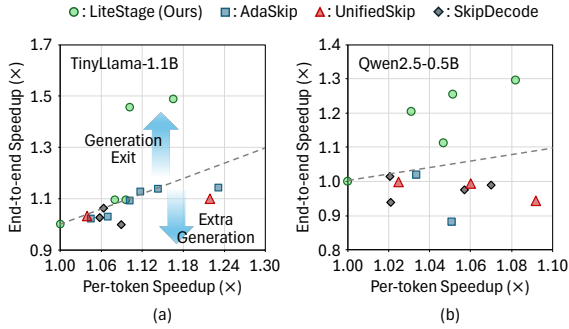 : LiteStage (Ours) : AdaSkip : UnifiedSkip : SkipDecode
End-to-end Speedup (×)
1.7
1.5
1.3
1.1
0.9
TinyLlama-1.1B
Generation
Exit
Extra
Generation
1.00 1.06 1.12 1.18 1.24 1.30
Per-token Speedup (×)
(a)
End-to-end Speedup (×)
1.4
1.3
1.2
1.1
1.0
0.9
0.8
Qwen2.5-0.5B
1.00 1.02 1.04 1.06 1.08 1.10
Per-token Speedup (×)
(b)